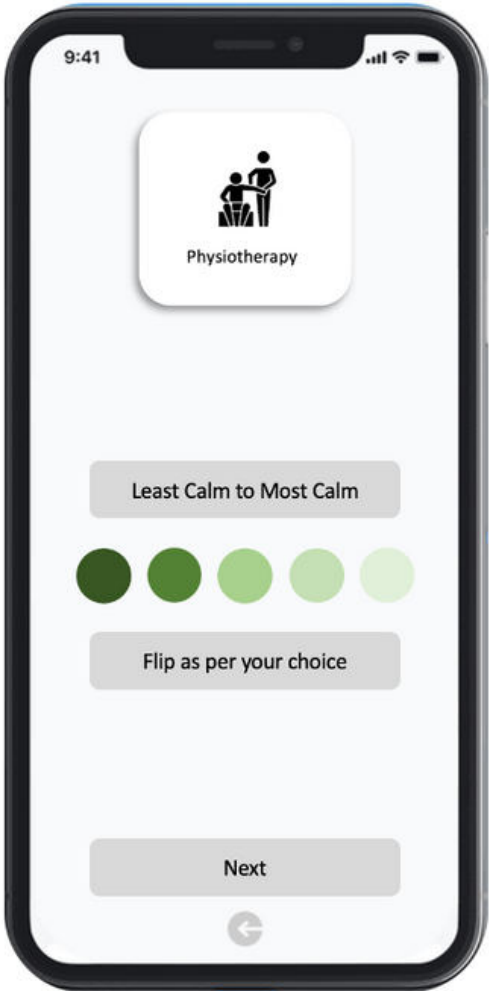 9:41
Physiotherapy
Least Calm to Most Calm
Flip as per your choice
Next